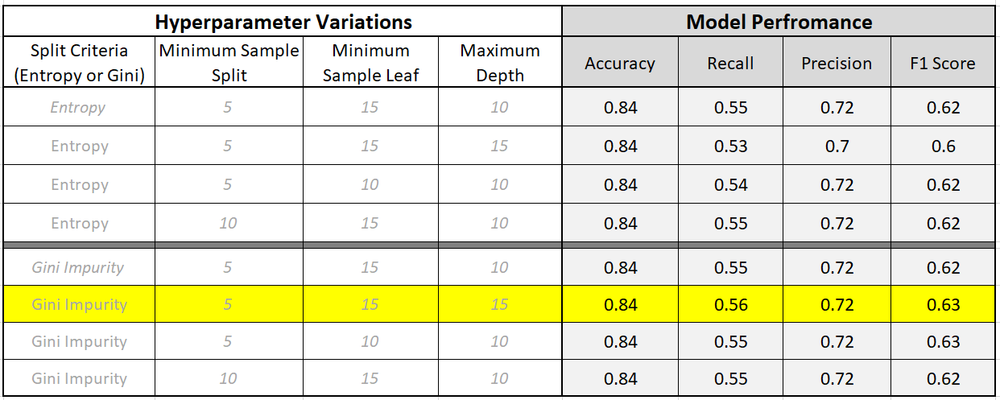 Hyperparameter Variations Model Perfromance
Split Criteria (Entropy or Gini) Minimum Sample Split Minimum Sample Leaf Maximum Depth Accuracy Recall Precision F1 Score
Entropy 5 15 10 0.84 0.55 0.72 0.62
Entropy 5 15 15 0.84 0.53 0.7 0.6
Entropy 5 10 10 0.84 0.54 0.72 0.62
Entropy 10 15 10 0.84 0.55 0.72 0.62
Gini Impurity 5 15 10 0.84 0.55 0.72 0.62
Gini Impurity 5 15 15 0.84 0.56 0.72 0.63
Gini Impurity 5 10 10 0.84 0.55 0.72 0.63
Gini Impurity 10 15 10 0.84 0.55 0.72 0.62